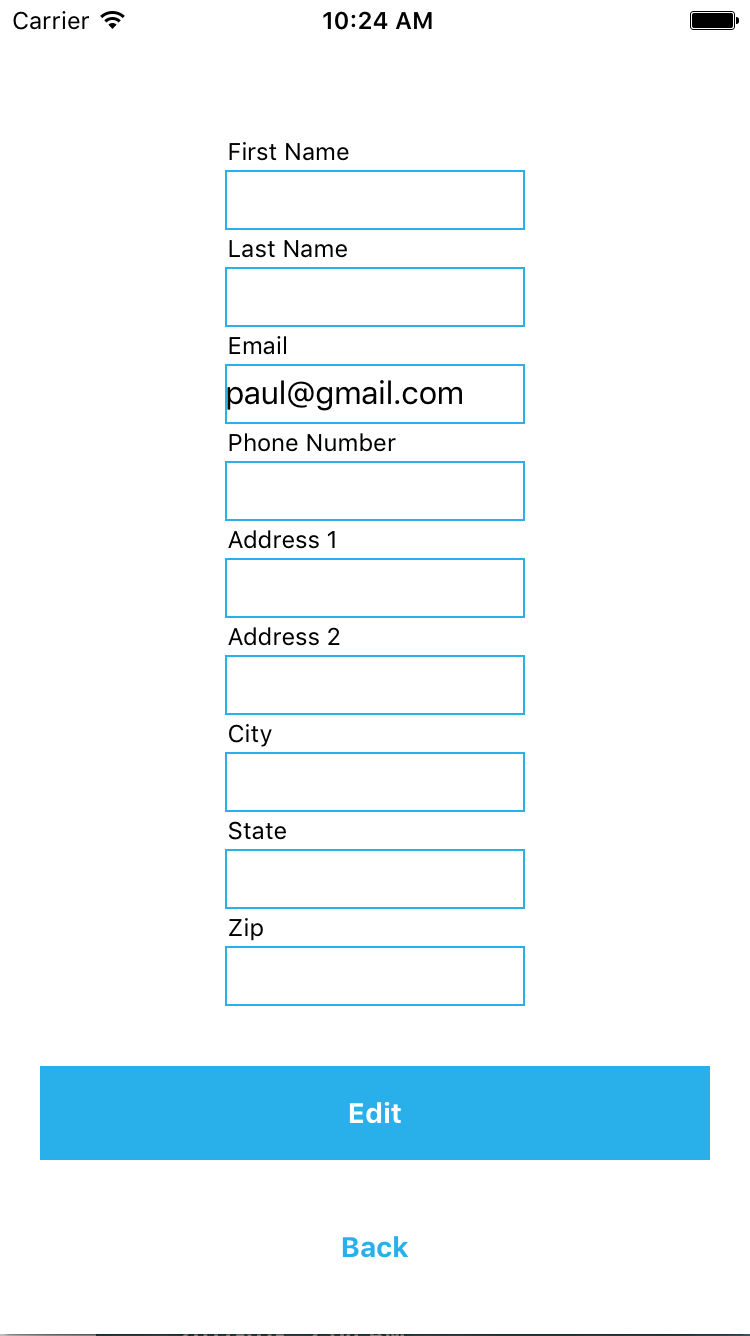 Carrier 10:24 AM
First Name
Last Name
Email
paul@gmail.com
Phone Number
Address 1
Address 2
City
State
Zip
Edit
Back